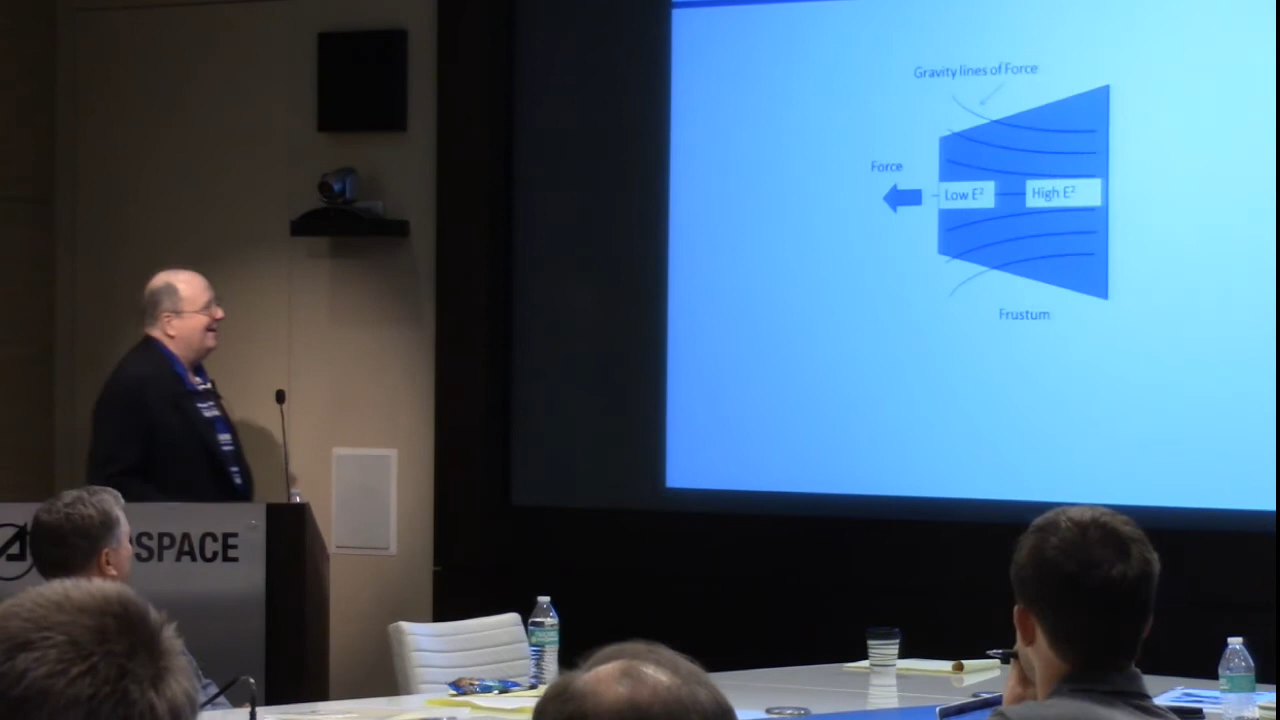 Gravity lines of Force
Force
Low E²
High E²
Frustum
SPACE